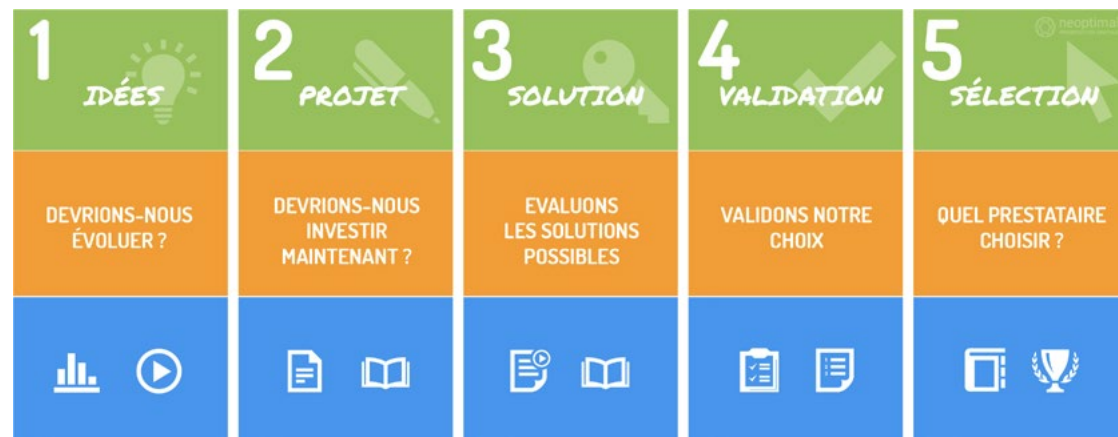 1
IDÉES
DEVRIONS-NOUS
ÉVOLUER ?
2
PROJET
DEVRIONS-NOUS
INVESTIR
MAINTENANT ?
3
SOLUTION
EVALUONS
LES SOLUTIONS
POSSIBLES
4
VALIDATION
VALIDONS NOTRE
CHOIX
5
neoptimal
SÉLECTION
QUEL PRESTATAIRE
CHOISIR ?